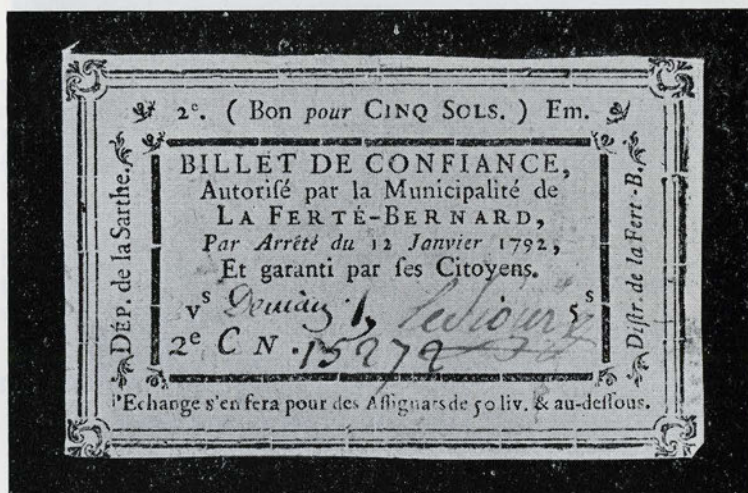 2e. ( Bon pour CINQ SOLS. ) Em.
DÉP. de la Sarthe.
BILLET DE CONFIANCE,
Autoriſé par la Municipalité de
LA FERTÉ-BERNARD,
Par Arrêté du 12 Janvier 1792,
Et garanti par ſes Citoyens.
vs 5s
2e C N. 15272
Diſtr. de la Fert-B.
l'Echange s'en fera pour des Aſſignats de 50 liv. & au-deſſous.